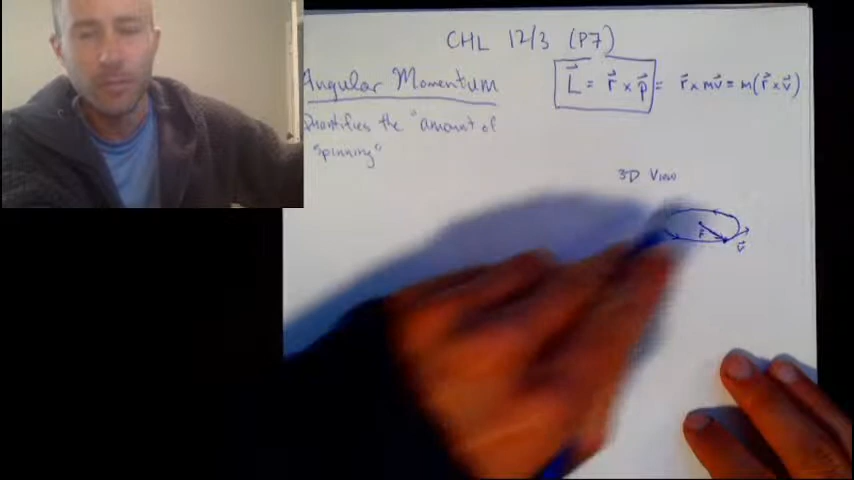 CHL 12/3 (P7)
Angular Momentum
L⃗ = r⃗ x p⃗ = r⃗ x mv⃗ = m(r⃗ x v⃗)
Quantifies the "amount of
spinning"
3D View
r⃗
v⃗